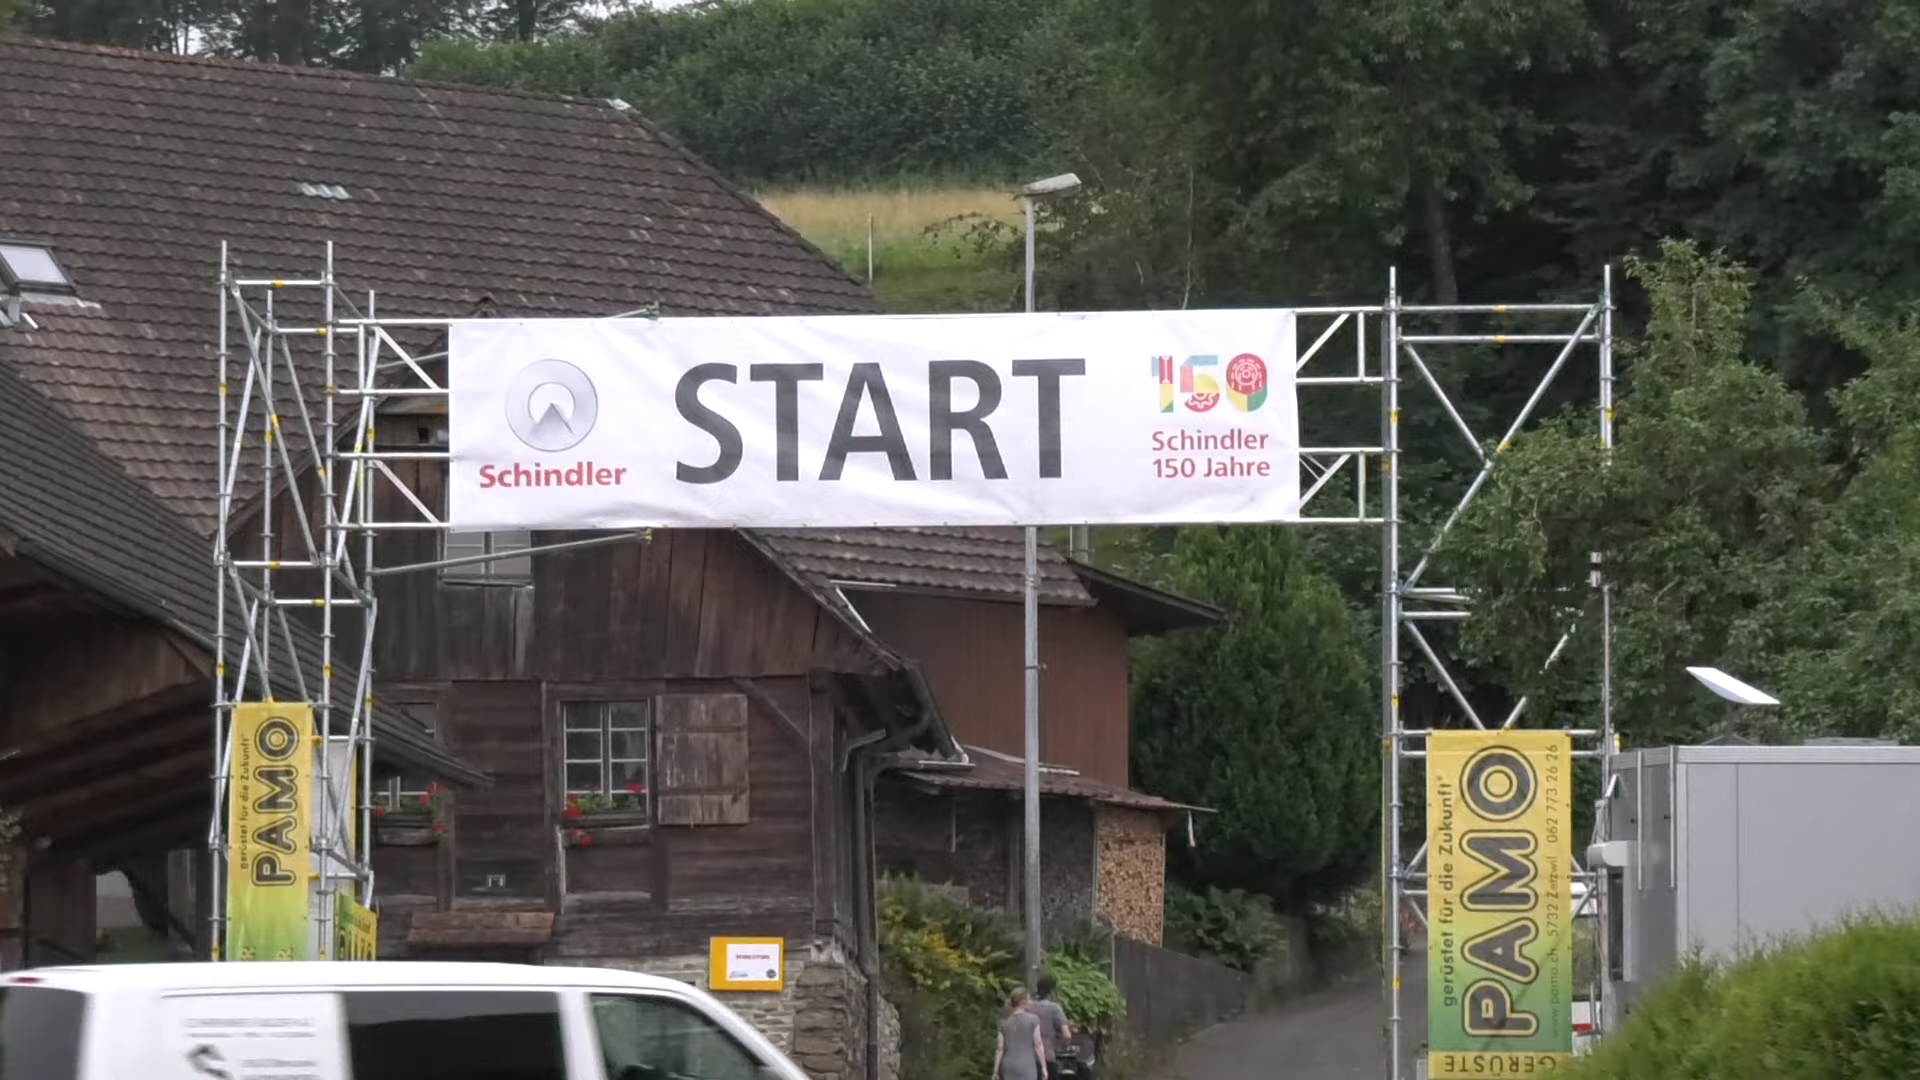 START
Schindler
150
Schindler
150 Jahre
gerüstet für die Zukunft
PAMO
gerüstet für die Zukunft
PAMO
www.pamo.ch 5732 Zetzwil 062 773 26 26
GERÜSTE